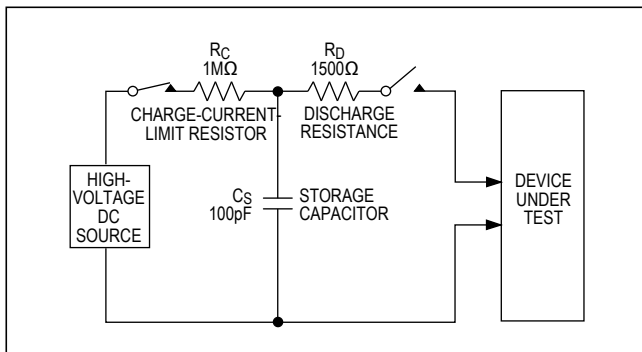 RC
1MΩ
CHARGE-CURRENT-
LIMIT RESISTOR
RD
1500Ω
DISCHARGE
RESISTANCE
HIGH-
VOLTAGE
DC
SOURCE
CS
100pF
STORAGE
CAPACITOR
DEVICE
UNDER
TEST